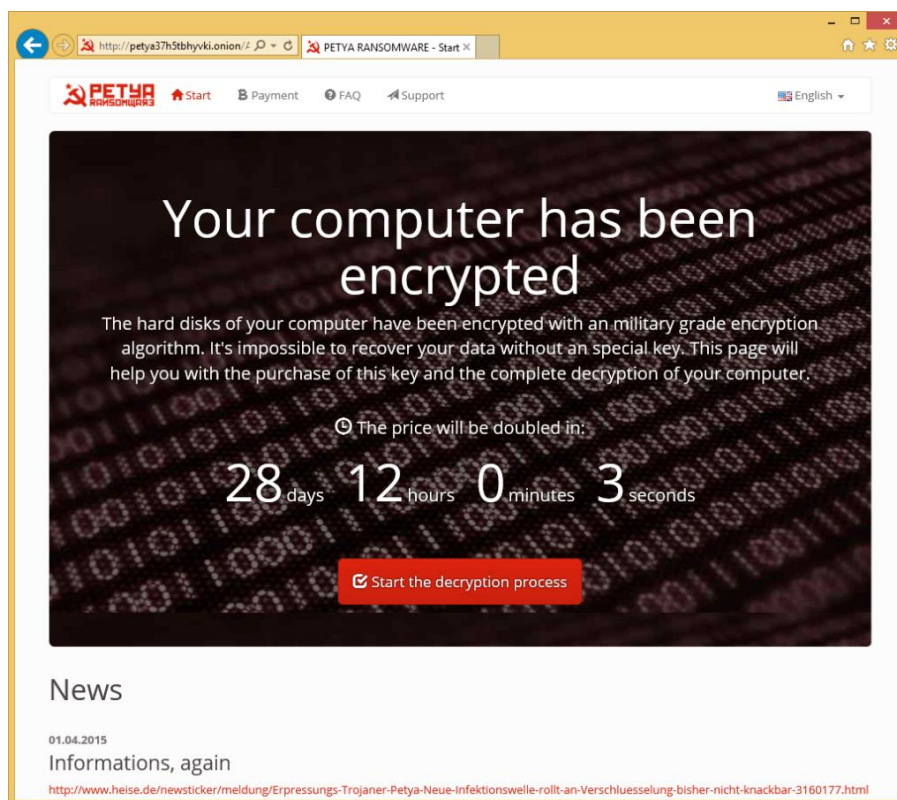 http://petya37h5tbhyvki.onion/
PETYA RANSOMWARE - Start
PETYA
RANSOMWAR3
Start
Payment
FAQ
Support
English
Your computer has been
encrypted
The hard disks of your computer have been encrypted with an military grade encryption
algorithm. It's impossible to recover your data without an special key. This page will
help you with the purchase of this key and the complete decryption of your computer.
The price will be doubled in:
28 days 12 hours 0 minutes 3 seconds
Start the decryption process
News
01.04.2015
Informations, again
http://www.heise.de/newsticker/meldung/Erpressungs-Trojaner-Petya-Neue-Infektionswelle-rollt-an-Verschluesselung-bisher-nicht-knackbar-3160177.html